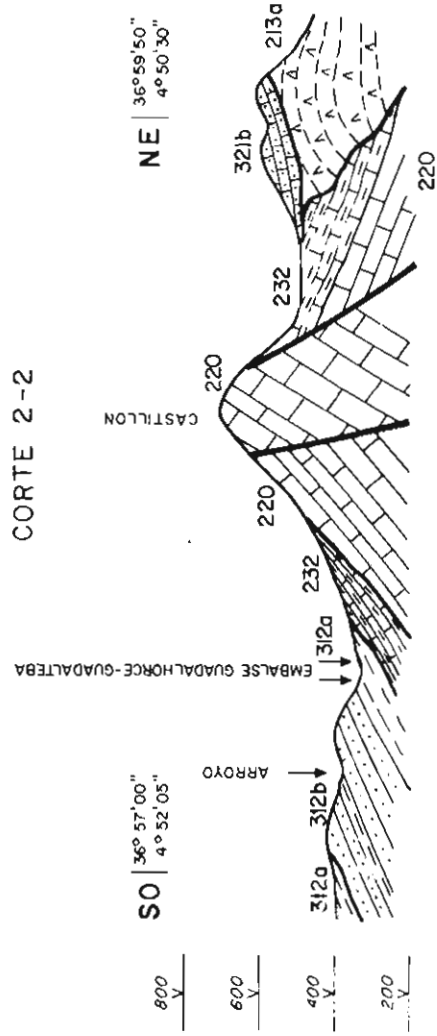 CORTE 2-2
SO
36° 57' 00"
4° 52' 05"
NE
36° 59' 50"
4° 50' 30"
800
600
400
200
312a
312b
ARROYO
EMBALSE GUADALHORCE-GUADALTEBA
312a
232
220
CASTILLON
220
232
321b
213a
220